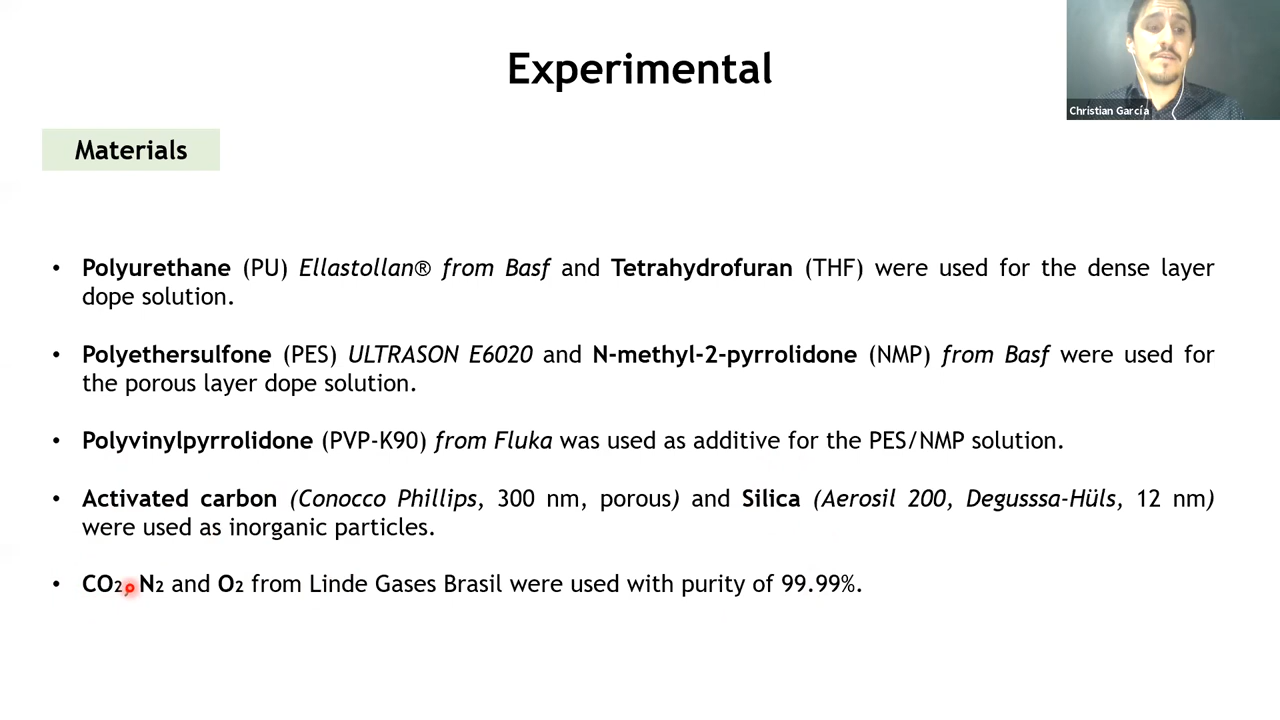 Experimental
Christian García
Materials
• Polyurethane (PU) Ellastollan® from Basf and Tetrahydrofuran (THF) were used for the dense layer
dope solution.
• Polyethersulfone (PES) ULTRASON E6020 and N-methyl-2-pyrrolidone (NMP) from Basf were used for
the porous layer dope solution.
• Polyvinylpyrrolidone (PVP-K90) from Fluka was used as additive for the PES/NMP solution.
• Activated carbon (Conocco Phillips, 300 nm, porous) and Silica (Aerosil 200, Degusssa-Hüls, 12 nm)
were used as inorganic particles.
• CO₂, N₂ and O₂ from Linde Gases Brasil were used with purity of 99.99%.